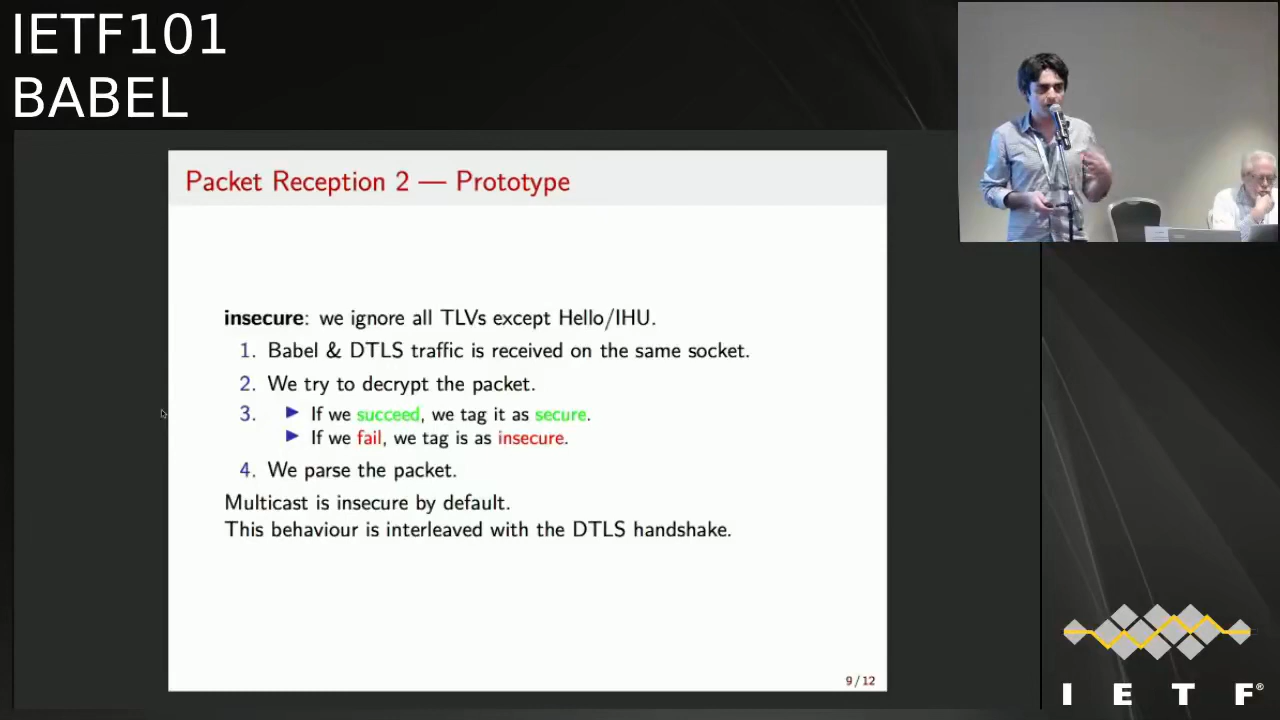 IETF101
BABEL
Packet Reception 2 — Prototype
insecure: we ignore all TLVs except Hello/IHU.
1. Babel & DTLS traffic is received on the same socket.
2. We try to decrypt the packet.
3. ▶ If we succeed, we tag it as secure.
▶ If we fail, we tag is as insecure.
4. We parse the packet.
Multicast is insecure by default.
This behaviour is interleaved with the DTLS handshake.
9 / 12
I E T F®